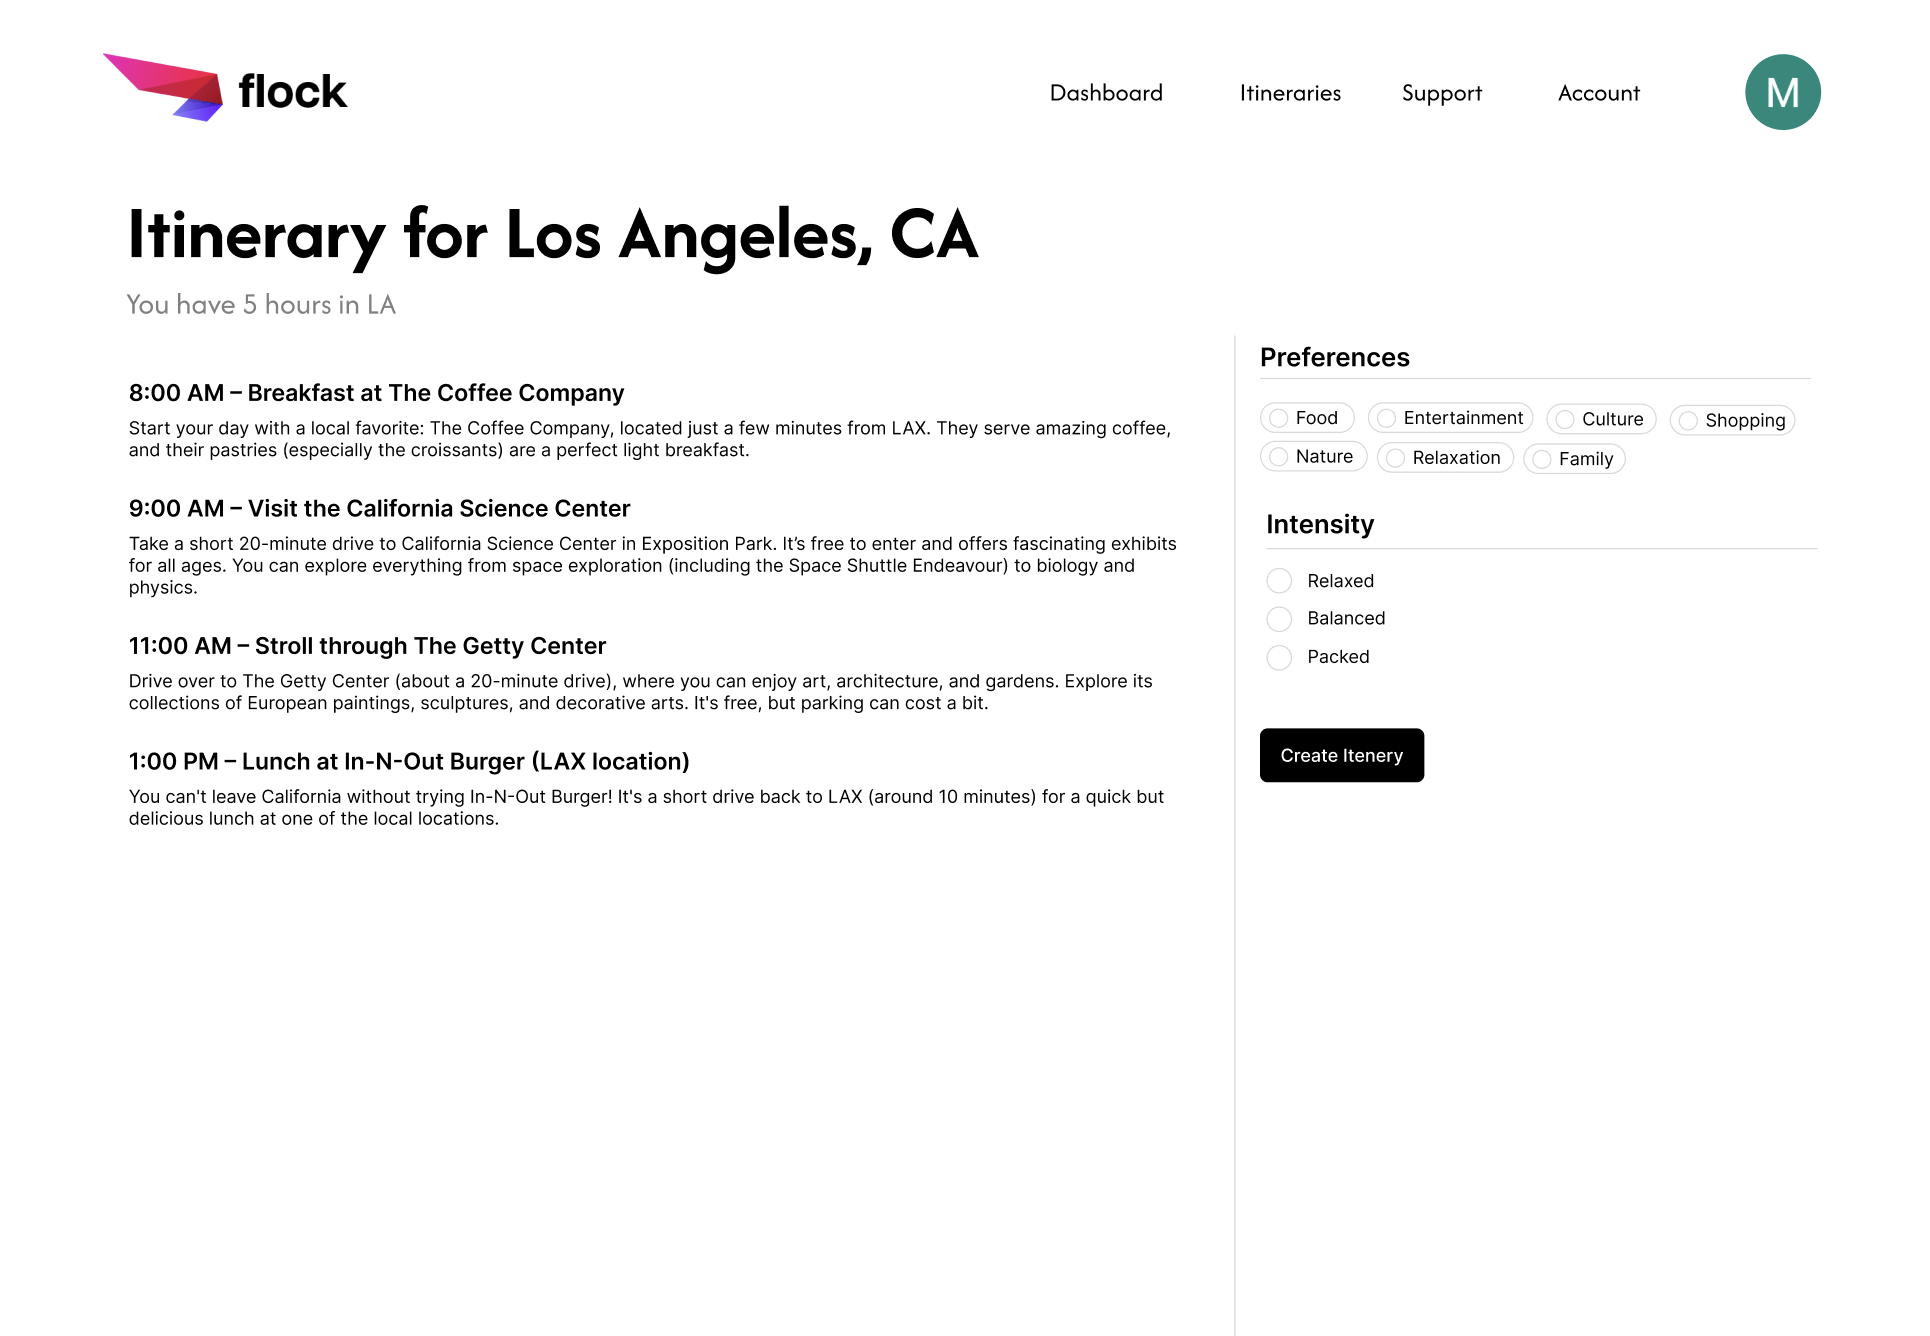 flock
Dashboard Itineraries Support Account M
Itinerary for Los Angeles, CA
You have 5 hours in LA
8:00 AM – Breakfast at The Coffee Company
Start your day with a local favorite: The Coffee Company, located just a few minutes from LAX. They serve amazing coffee,
and their pastries (especially the croissants) are a perfect light breakfast.
9:00 AM – Visit the California Science Center
Take a short 20-minute drive to California Science Center in Exposition Park. It’s free to enter and offers fascinating exhibits
for all ages. You can explore everything from space exploration (including the Space Shuttle Endeavour) to biology and
physics.
11:00 AM – Stroll through The Getty Center
Drive over to The Getty Center (about a 20-minute drive), where you can enjoy art, architecture, and gardens. Explore its
collections of European paintings, sculptures, and decorative arts. It's free, but parking can cost a bit.
1:00 PM – Lunch at In-N-Out Burger (LAX location)
You can't leave California without trying In-N-Out Burger! It's a short drive back to LAX (around 10 minutes) for a quick but
delicious lunch at one of the local locations.
Preferences
Food Entertainment Culture Shopping
Nature Relaxation Family
Intensity
Relaxed
Balanced
Packed
Create Itenery